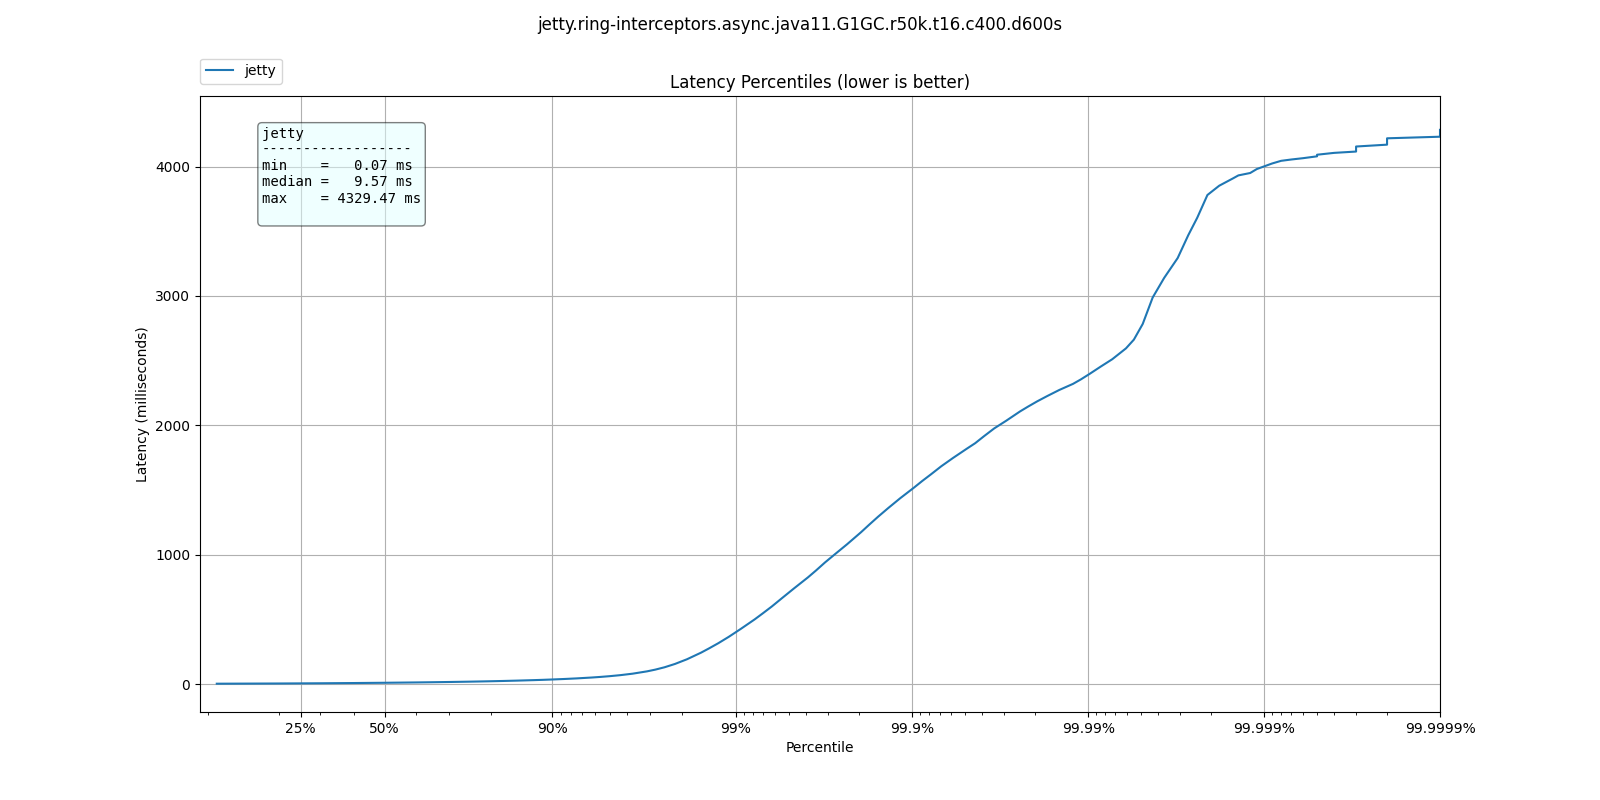 jetty.ring-interceptors.async.java11.G1GC.r50k.t16.c400.d600s
jetty
Latency Percentiles (lower is better)
jetty
------------------
min    =   0.07 ms
median =   9.57 ms
max    = 4329.47 ms
4000
3000
2000
1000
0
Latency (milliseconds)
25% 50% 90% 99% 99.9% 99.99% 99.999% 99.9999%
Percentile